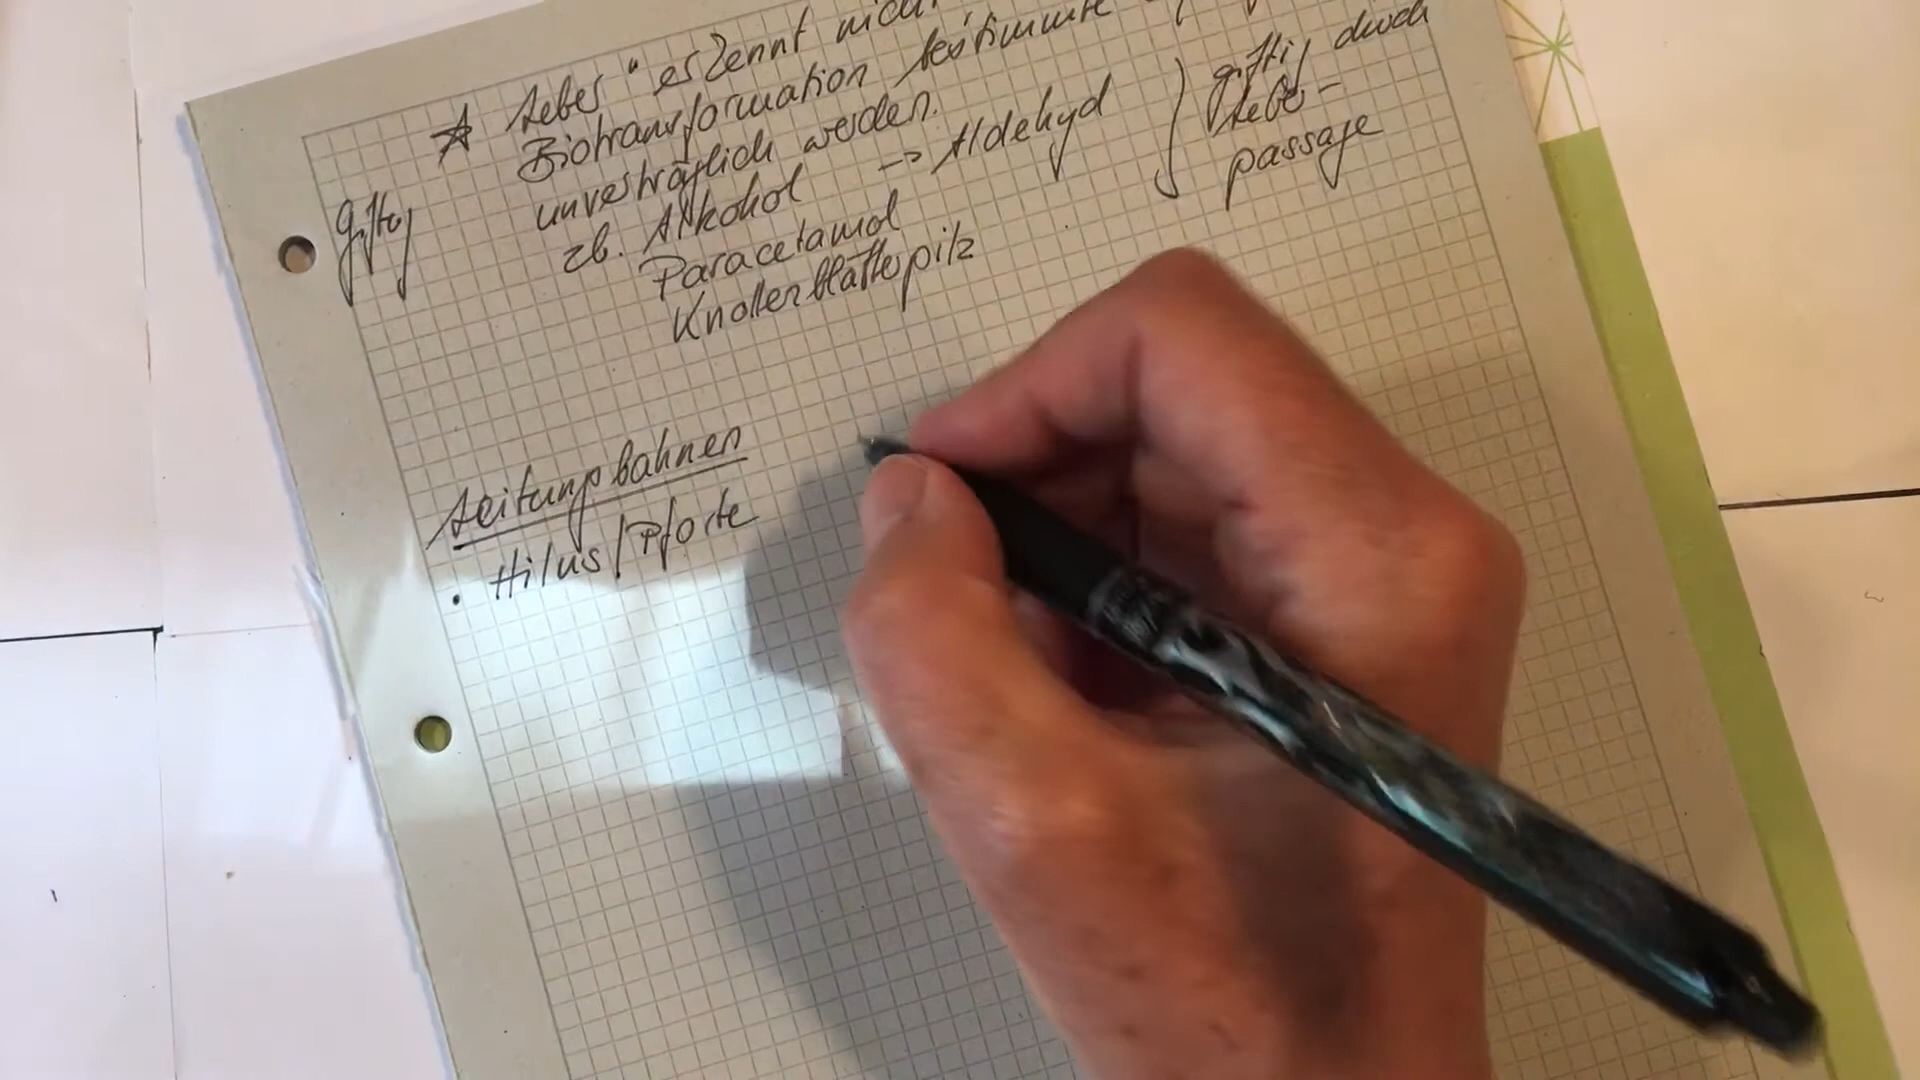 * Leber "erkennt nicht
Biotransformation bestimmte
unverträglich werden.
giftig
zb. Alkohol -> Aldehyd
Paracetamol
Knollenblätterpilz
giftig durch
Leber-
passage
Leitungsbahnen
• Hilus/Pforte